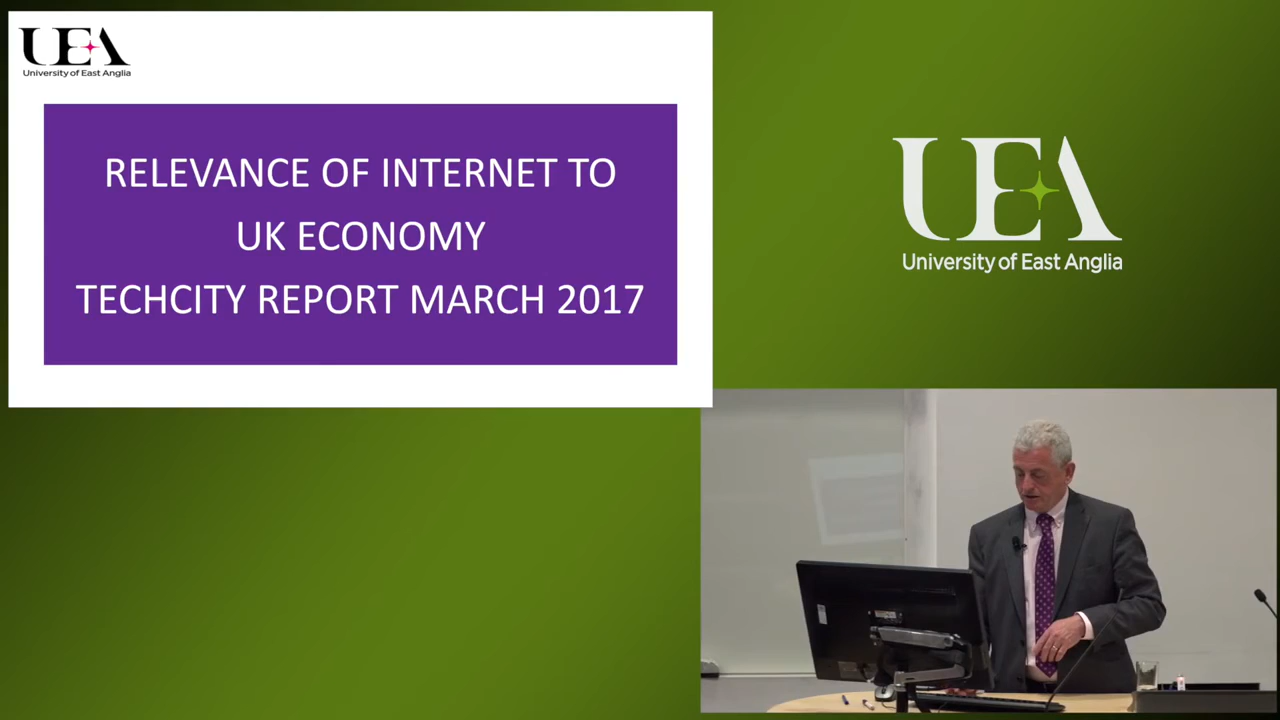 UEA
University of East Anglia
RELEVANCE OF INTERNET TO
UK ECONOMY
TECHCITY REPORT MARCH 2017
UEA
University of East Anglia